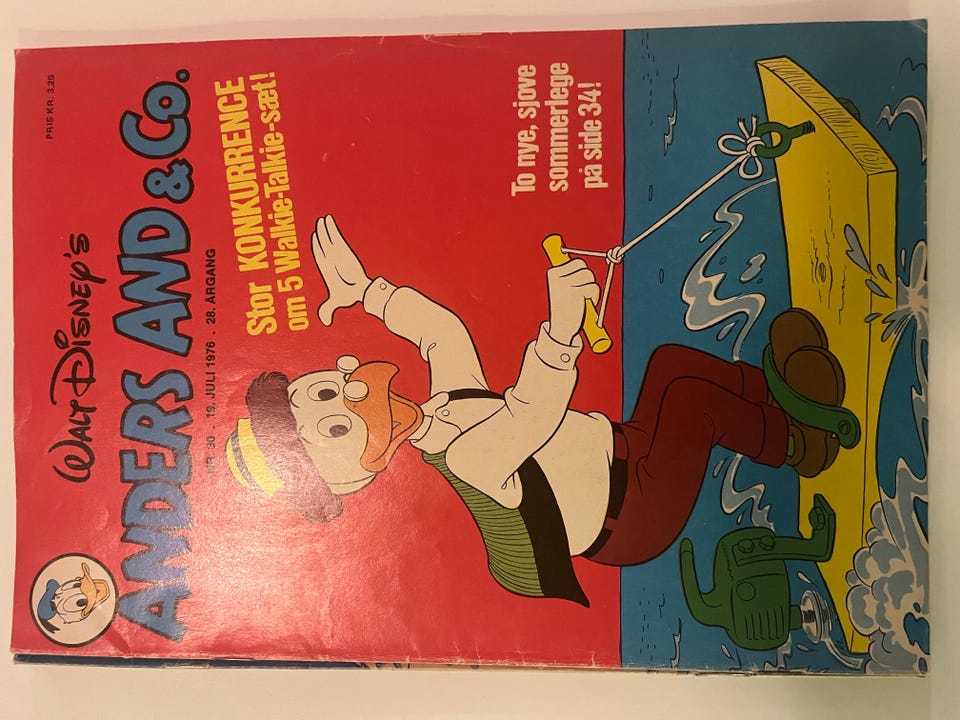 PRIS KR. 3,25
WALT DISNEY'S
ANDERS AND & Co.
NR. 30 . 19. JULI 1976 . 28. ÅRGANG
Stor KONKURRENCE
om 5 Walkie-Talkie-sæt!
To nye, sjove
sommerlege
på side 34!